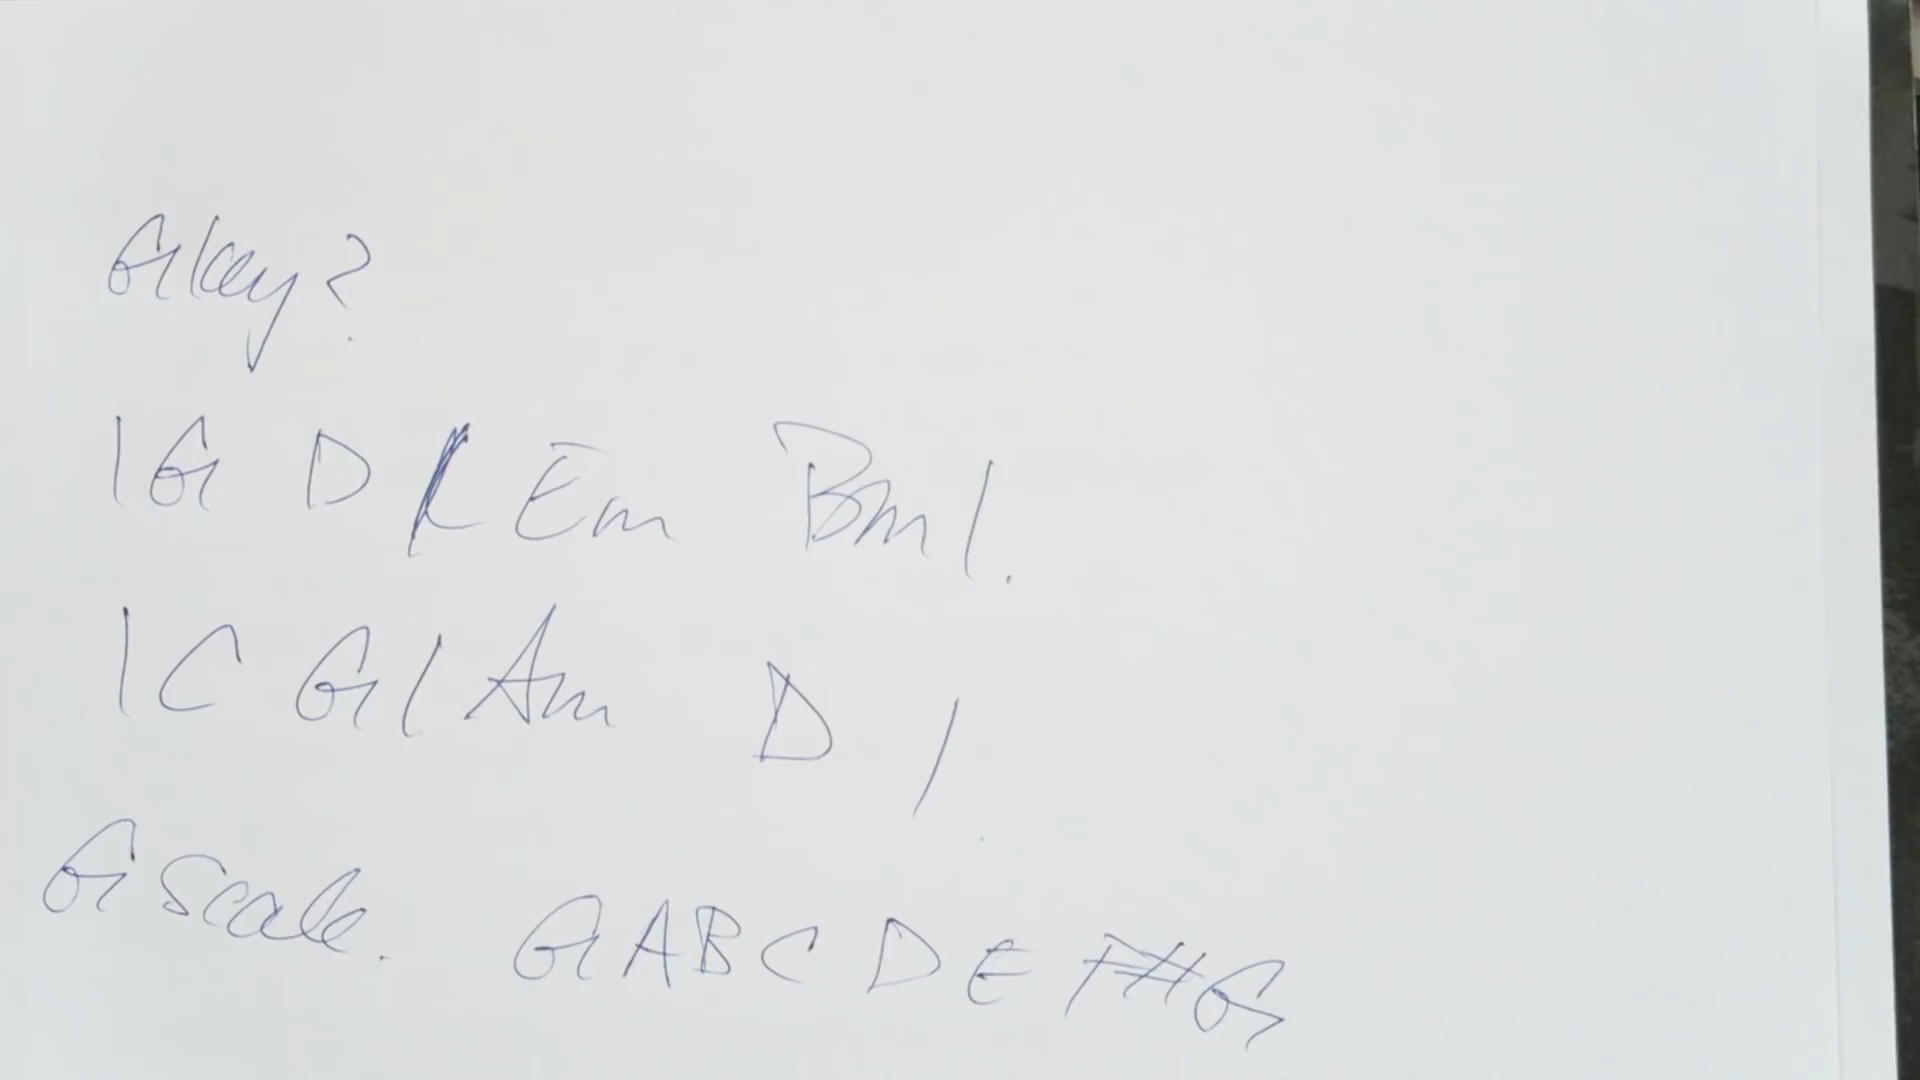 G key?
| G D | Em Bm |.
| C G | Am D |
G scale. G A B C D E F# G